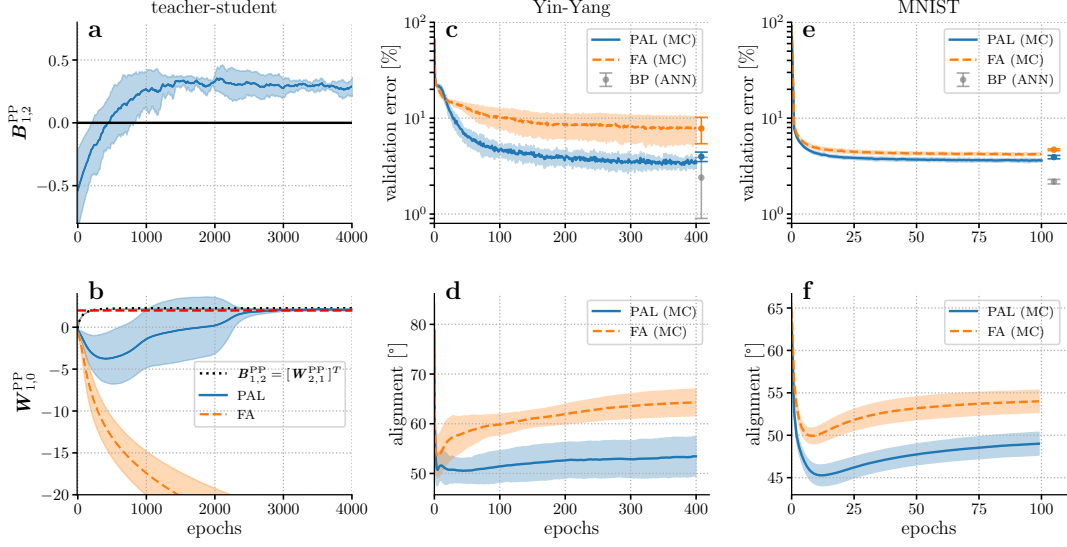 teacher-student
a
0.5
0.0
−0.5
B^PP_1,2
0
1000
2000
3000
4000
b
0
−5
−10
−15
−20
W^PP_1,0
B^PP_1,2 = [W^PP_2,1]^T
PAL
FA
0
1000
2000
3000
4000
epochs
Yin-Yang
c
10^2
10^1
10^0
validation error [%]
PAL (MC)
FA (MC)
BP (ANN)
0
100
200
300
400
d
80
70
60
50
alignment [°]
PAL (MC)
FA (MC)
0
100
200
300
400
epochs
MNIST
e
10^2
10^1
10^0
validation error [%]
PAL (MC)
FA (MC)
BP (ANN)
0
25
50
75
100
f
65
60
55
50
45
alignment [°]
PAL (MC)
FA (MC)
0
25
50
75
100
epochs